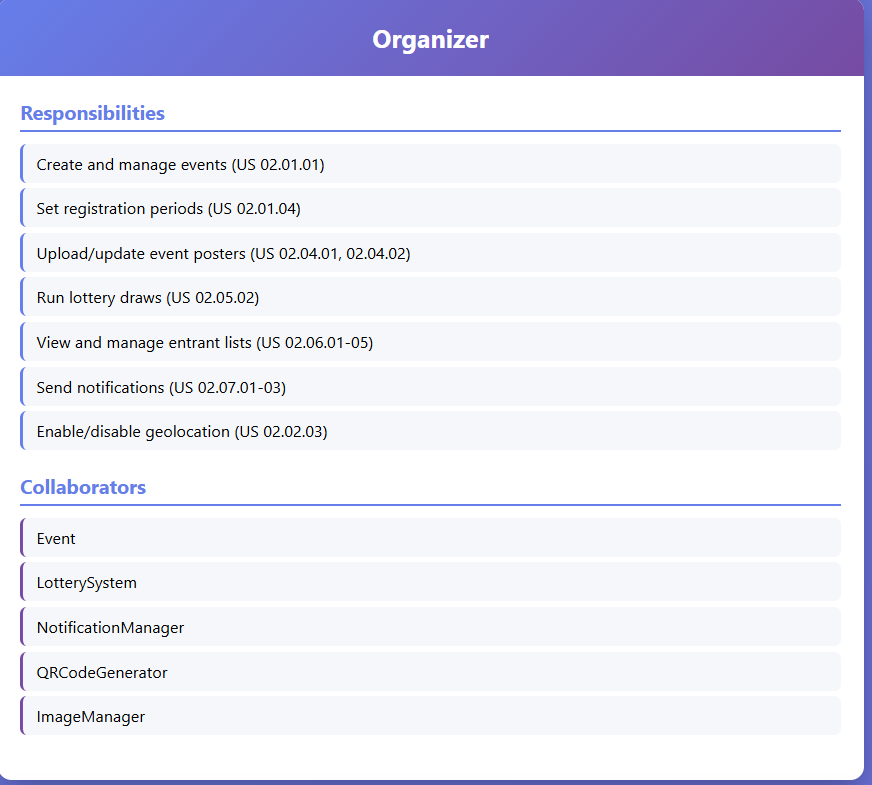 Organizer
Responsibilities
Create and manage events (US 02.01.01)
Set registration periods (US 02.01.04)
Upload/update event posters (US 02.04.01, 02.04.02)
Run lottery draws (US 02.05.02)
View and manage entrant lists (US 02.06.01-05)
Send notifications (US 02.07.01-03)
Enable/disable geolocation (US 02.02.03)
Collaborators
Event
LotterySystem
NotificationManager
QRCodeGenerator
ImageManager